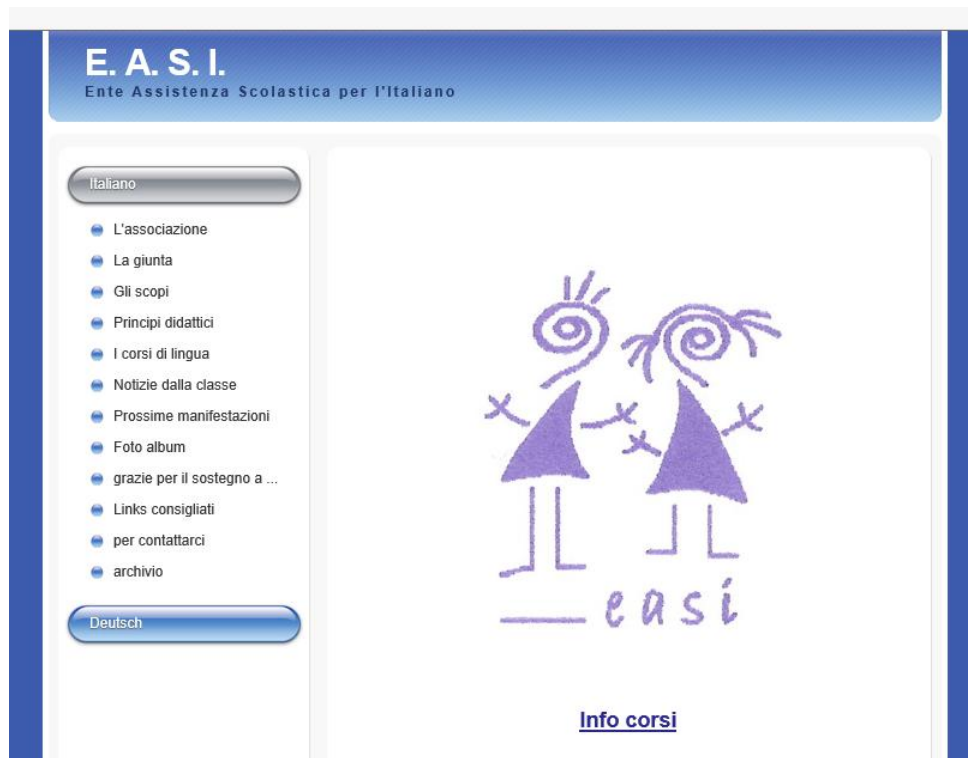 E. A. S. I.
Ente Assistenza Scolastica per l'Italiano
Italiano
L'associazione
La giunta
Gli scopi
Principi didattici
I corsi di lingua
Notizie dalla classe
Prossime manifestazioni
Foto album
grazie per il sostegno a ...
Links consigliati
per contattarci
archivio
Deutsch
easi
Info corsi